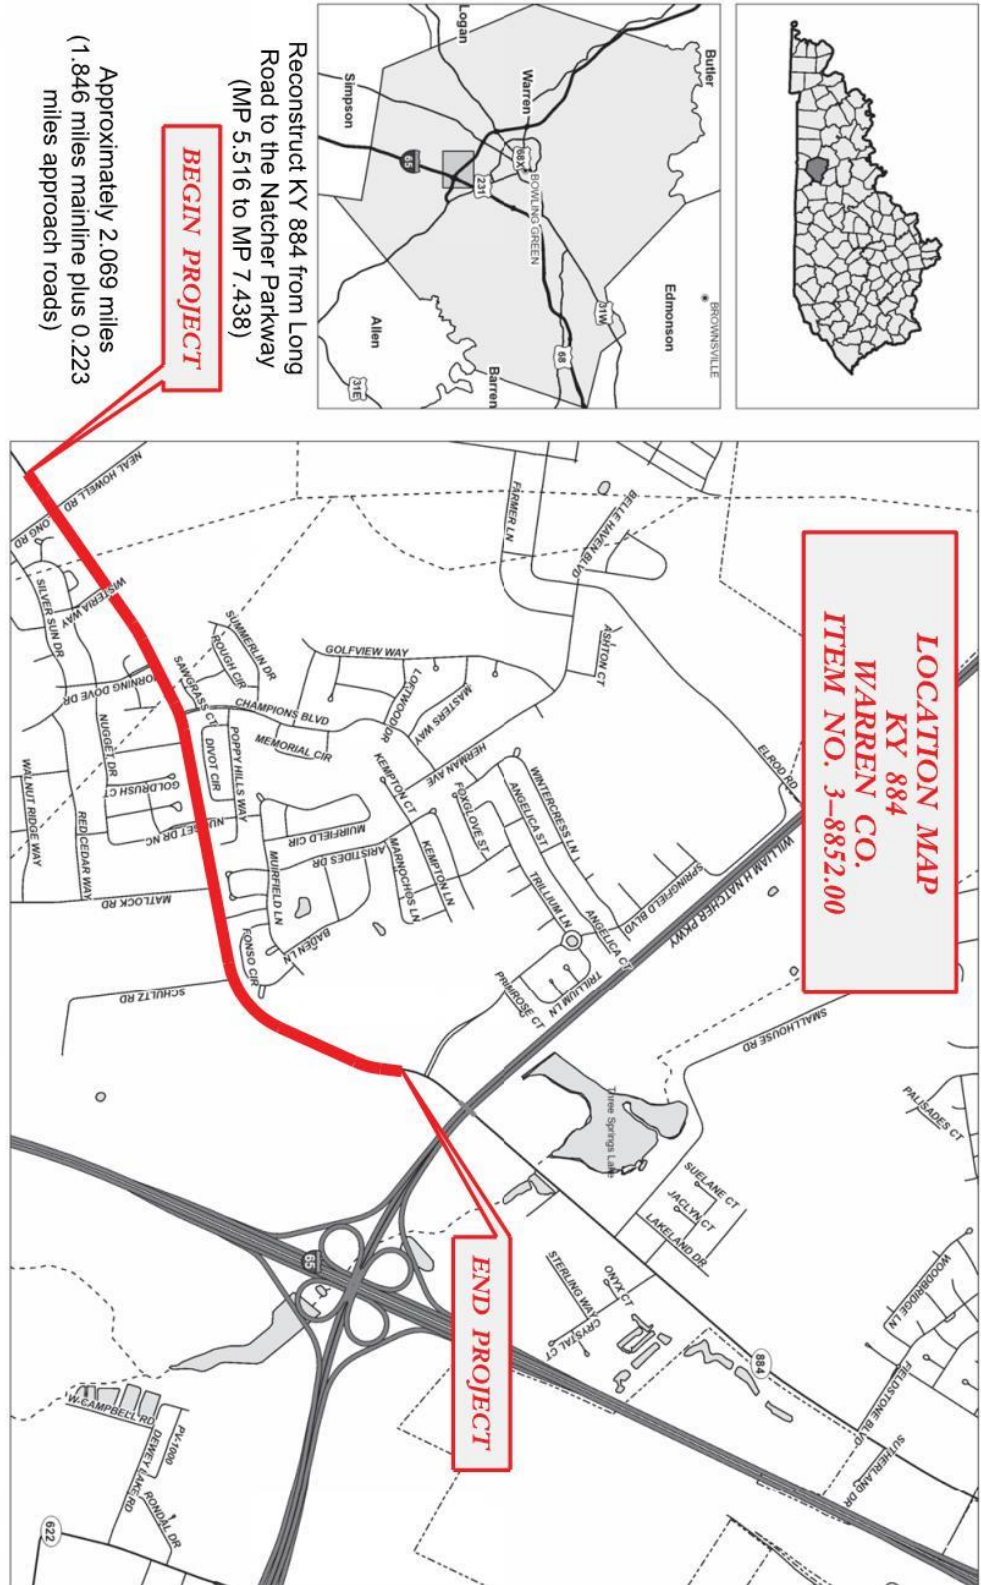 LOCATION MAP
KY 884
WARREN CO.
ITEM NO. 3-8852.00
BROWNSVILLE
Butler
Edmonson
Warren
BOWLING GREEN
Logan
Simpson
Allen
Barren
68X
231
31W
68
65
31E
Reconstruct KY 884 from Long
Road to the Natcher Parkway
(MP 5.516 to MP 7.438)
Approximately 2.069 miles
(1.846 miles mainline plus 0.223
miles approach roads)
BEGIN PROJECT
END PROJECT
NEAL HOWELL RD
ONG RD
SILVER SUN DR
WISTERIA WAY
MORNING DOVE DR
NUGGET DR
GOLDRUSH CT
NUGGET DR NC
WALNUT RIDGE WAY
RED CEDAR WAY
MATLOCK RD
SCHULTZ RD
SUMMERLIN DR
ROUGH CIR
SAWGRASS CT
DIVOT CIR
POPPY HILLS WAY
CHAMPIONS BLVD
MEMORIAL CIR
GOLFVIEW WAY
LOFTWOOD DR
MASTERS WAY
HERMAN AVE
KEMPTON CT
KEMPTON LN
MARNOCHOS LN
ARISTIDES DR
MUIRFIELD CIR
MUIRFIELD LN
BADEN LN
FONSO CIR
FOXGLOVE ST
ANGELICA ST
WINTERCRESS LN
TRILLIUM LN
ANGELICA CT
SPRINGFIELD BLVD
TRILLIUM LN
PRIMROSE CT
FARMER LN
BELLE HAVEN BLVD
ASHTON CT
ELROD RD
WILLIAM H NATCHER PKWY
SMALLHOUSE RD
Three Springs Lake
PALISADES CT
SUELANE CT
JACLYN CT
LAKELAND DR
ONYX CT
STERLING WAY
CRYSTAL CT
WOODBRIDGE LN
FIELDSTONE BLVD
SUTHERLAND DR
884
65
W CAMPBELL RD
DEWEY LAKE RD
PV-1000
RONDAL DR
622